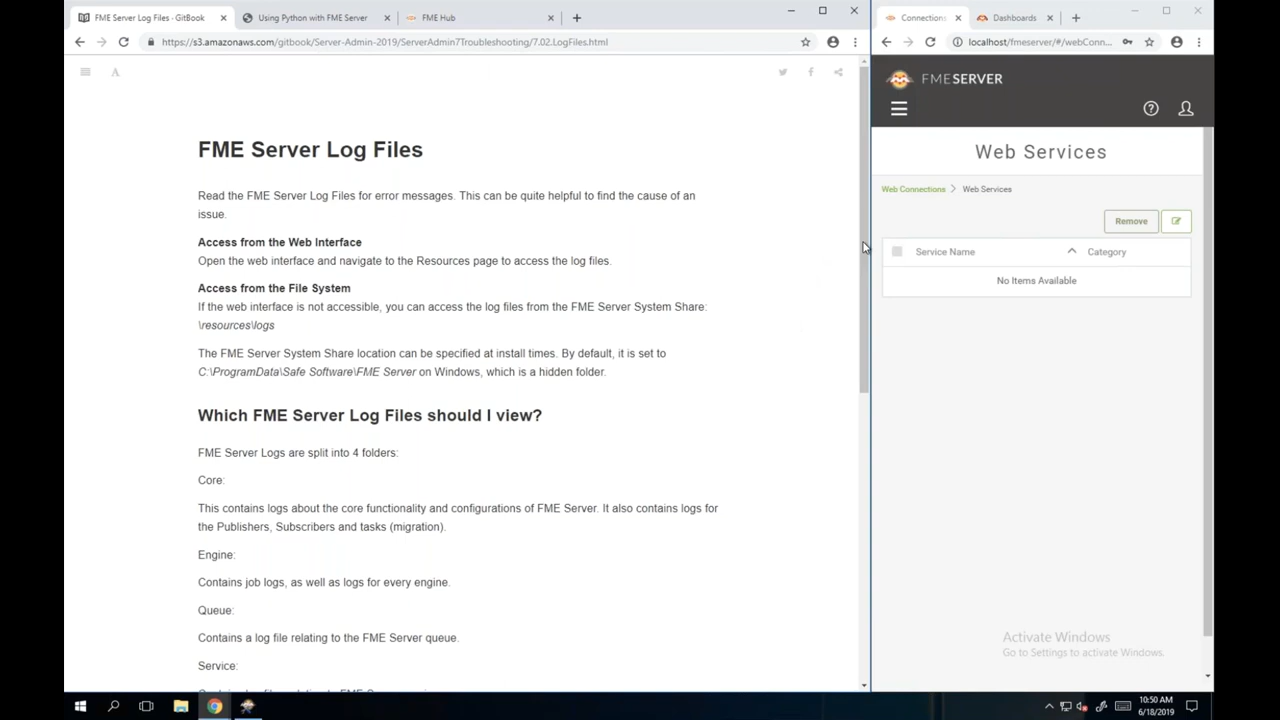 FME Server Log Files - GitBook
Using Python with FME Server
FME Hub
https://s3.amazonaws.com/gitbook/Server-Admin-2019/ServerAdmin7Troubleshooting/7.02.LogFiles.html
A
FME Server Log Files
Read the FME Server Log Files for error messages. This can be quite helpful to find the cause of an
issue.
Access from the Web Interface
Open the web interface and navigate to the Resources page to access the log files.
Access from the File System
If the web interface is not accessible, you can access the log files from the FME Server System Share:
\resources\logs
The FME Server System Share location can be specified at install times. By default, it is set to
C:\ProgramData\Safe Software\FME Server on Windows, which is a hidden folder.
Which FME Server Log Files should I view?
FME Server Logs are split into 4 folders:
Core:
This contains logs about the core functionality and configurations of FME Server. It also contains logs for
the Publishers, Subscribers and tasks (migration).
Engine:
Contains job logs, as well as logs for every engine.
Queue:
Contains a log file relating to the FME Server queue.
Service:
Connections
Dashboards
localhost/fmeserver/#/webConn...
FMESERVER
Web Services
Web Connections > Web Services
Remove
Service Name Category
No Items Available
Activate Windows
Go to Settings to activate Windows.
10:50 AM
6/18/2019